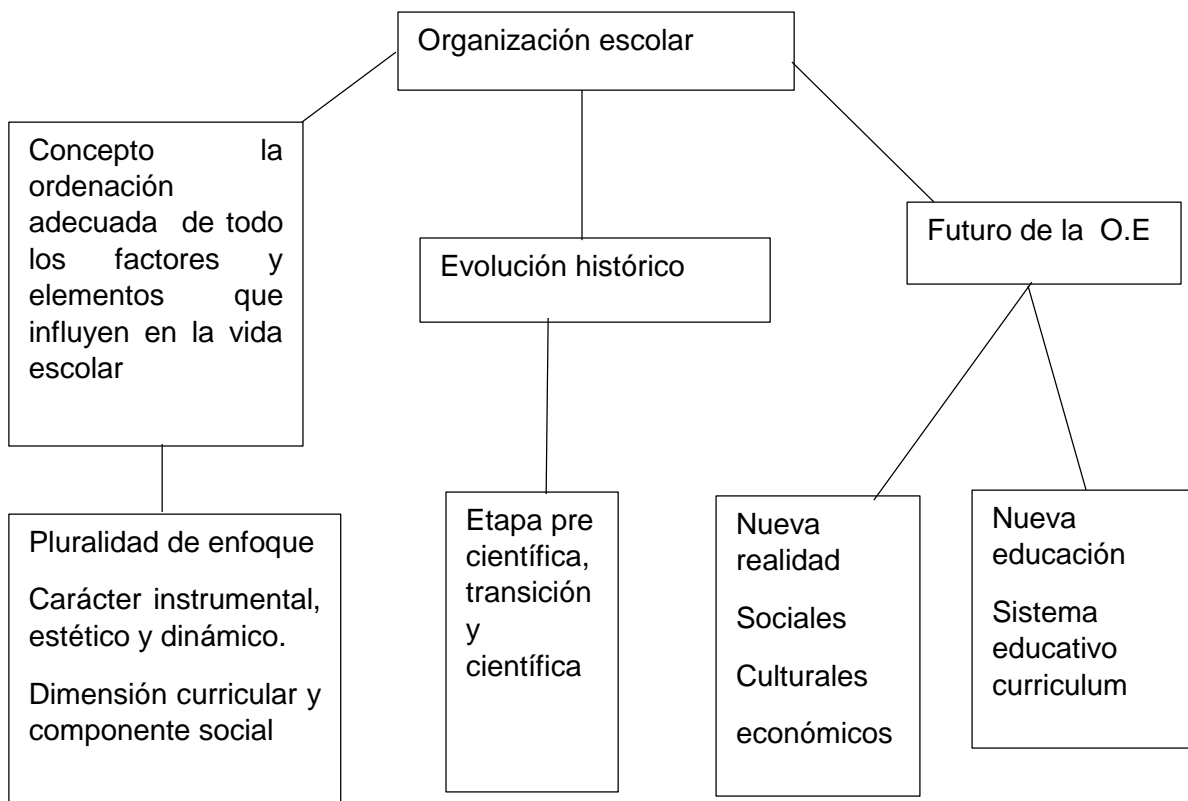 Organización escolar
Concepto la
ordenación
adecuada de todo
los factores y
elementos que
influyen en la vida
escolar
Evolución histórico
Futuro de la O.E
Pluralidad de enfoque
Carácter instrumental,
estético y dinámico.
Dimensión curricular y
componente social
Etapa pre
científica,
transición
y
científica
Nueva
realidad
Sociales
Culturales
económicos
Nueva
educación
Sistema
educativo
curriculum